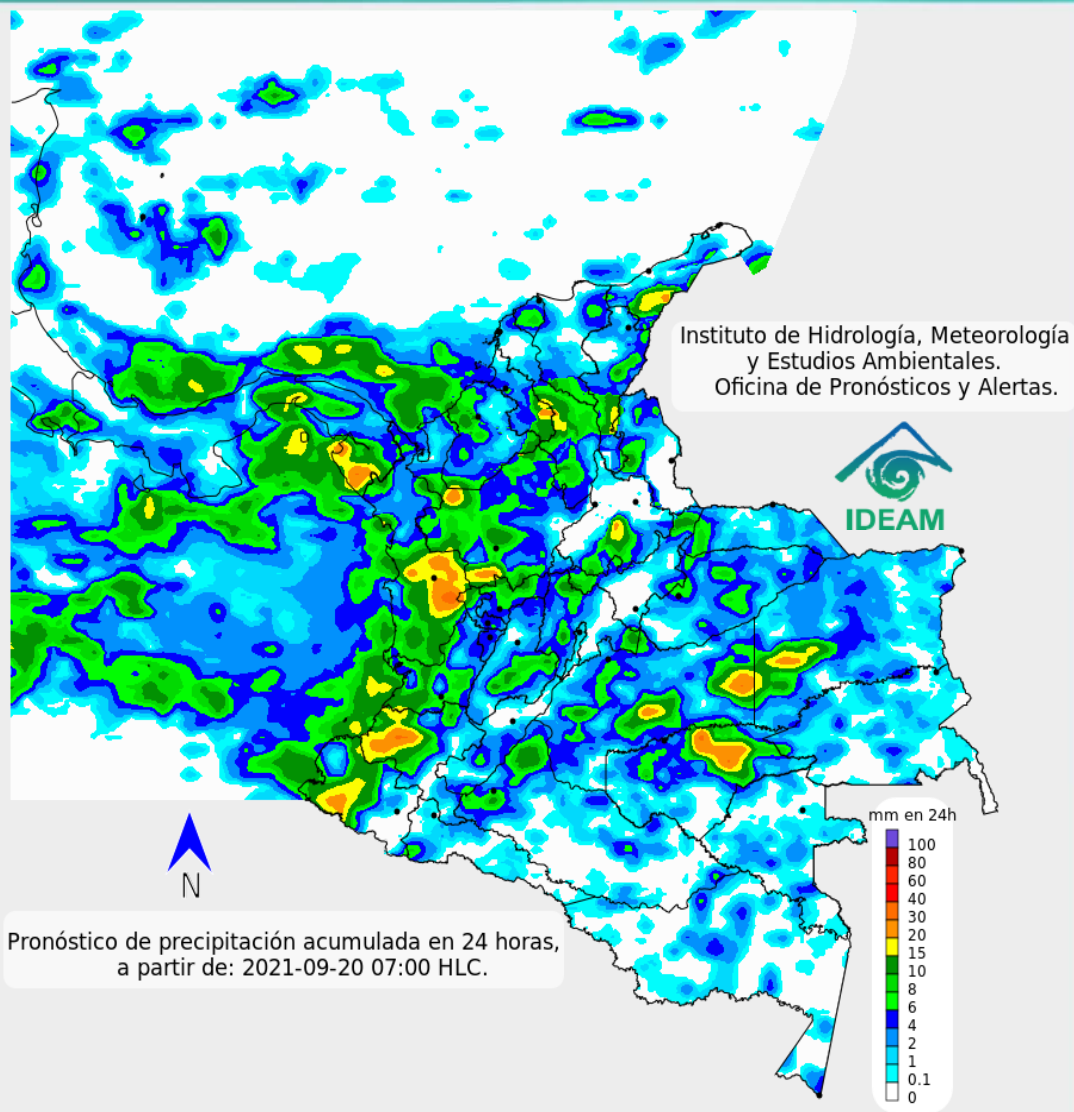 Instituto de Hidrología, Meteorología
y Estudios Ambientales.
Oficina de Pronósticos y Alertas.
IDEAM
mm en 24h
100
80
60
40
30
20
15
10
8
6
4
2
1
0.1
0
N
Pronóstico de precipitación acumulada en 24 horas,
a partir de: 2021-09-20 07:00 HLC.